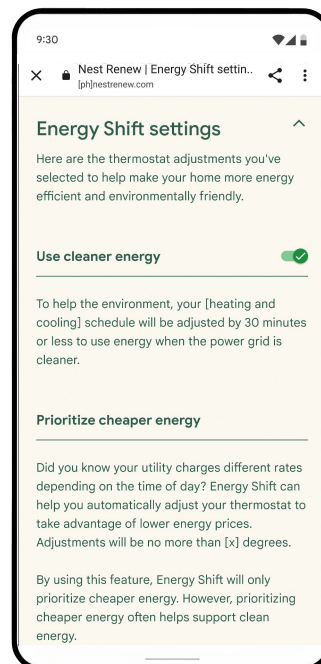 9:30
Nest Renew | Energy Shift settin..
[ph]nestrenew.com
Energy Shift settings
Here are the thermostat adjustments you've
selected to help make your home more energy
efficient and environmentally friendly.
Use cleaner energy
To help the environment, your [heating and
cooling] schedule will be adjusted by 30 minutes
or less to use energy when the power grid is
cleaner.
Prioritize cheaper energy
Did you know your utility charges different rates
depending on the time of day? Energy Shift can
help you automatically adjust your thermostat to
take advantage of lower energy prices.
Adjustments will be no more than [x] degrees.
By using this feature, Energy Shift will only
prioritize cheaper energy. However, prioritizing
cheaper energy often helps support clean
energy.